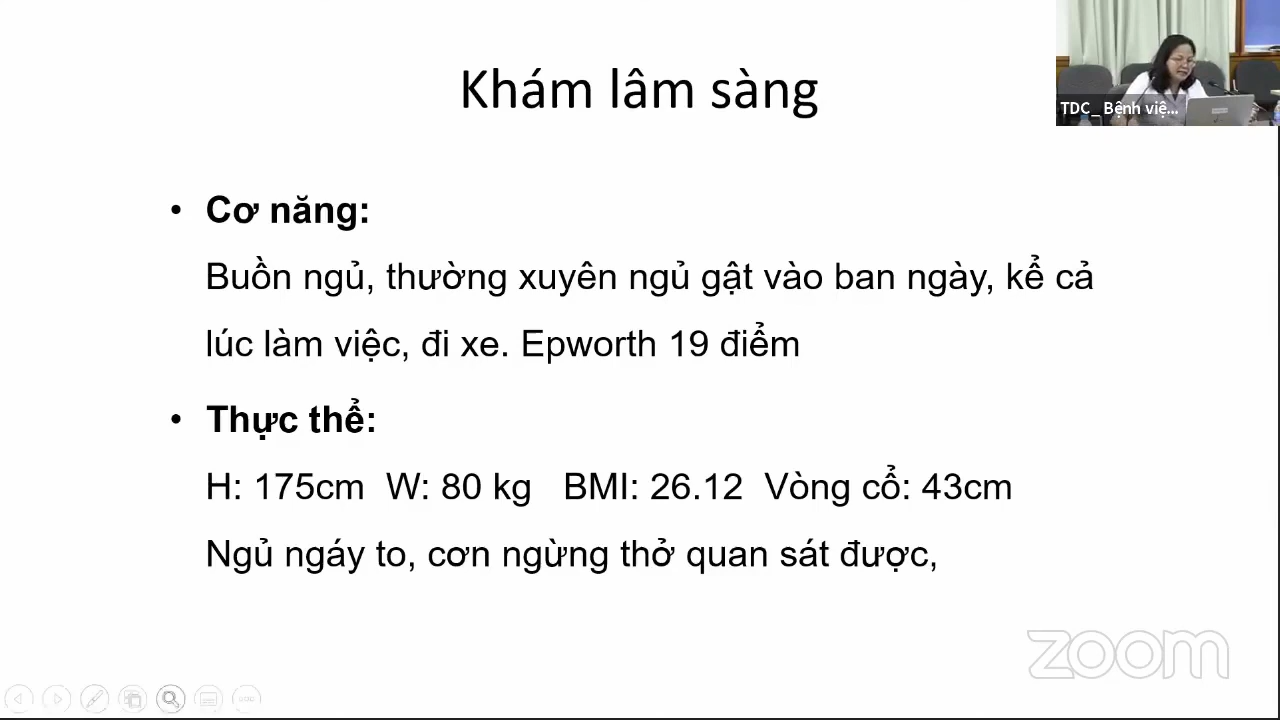 Khám lâm sàng
TDC_ Bệnh việ...
• Cơ năng:
Buồn ngủ, thường xuyên ngủ gật vào ban ngày, kể cả
lúc làm việc, đi xe. Epworth 19 điểm
• Thực thể:
H: 175cm W: 80 kg BMI: 26.12 Vòng cổ: 43cm
Ngủ ngáy to, cơn ngừng thở quan sát được,
zoom